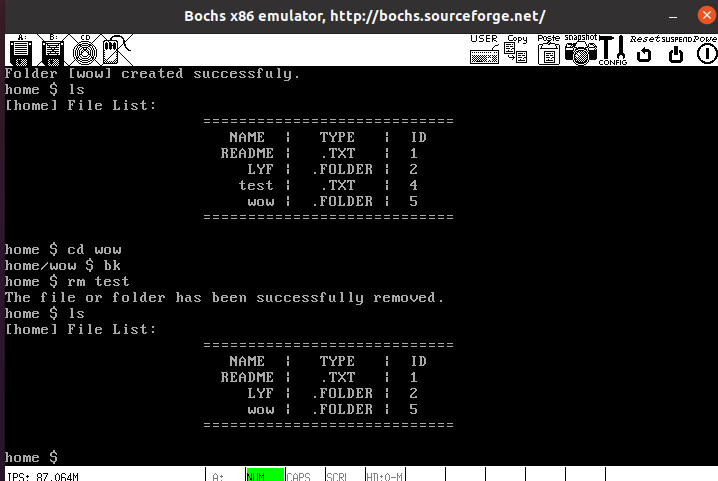 Bochs x86 emulator, http://bochs.sourceforge.net/
A: B: CD USER Copy Paste snapshot CONFIG Reset SUSPEND Power
Folder [wow] created successfuly.
home $ ls
[home] File List:
============================
NAME | TYPE | ID
README | .TXT | 1
LYF | .FOLDER | 2
test | .TXT | 4
wow | .FOLDER | 5
============================
home $ cd wow
home/wow $ bk
home $ rm test
The file or folder has been successfully removed.
home $ ls
[home] File List:
============================
NAME | TYPE | ID
README | .TXT | 1
LYF | .FOLDER | 2
wow | .FOLDER | 5
============================
home $
IPS: 87.064M A: NUM CAPS SCRL HD:0-M